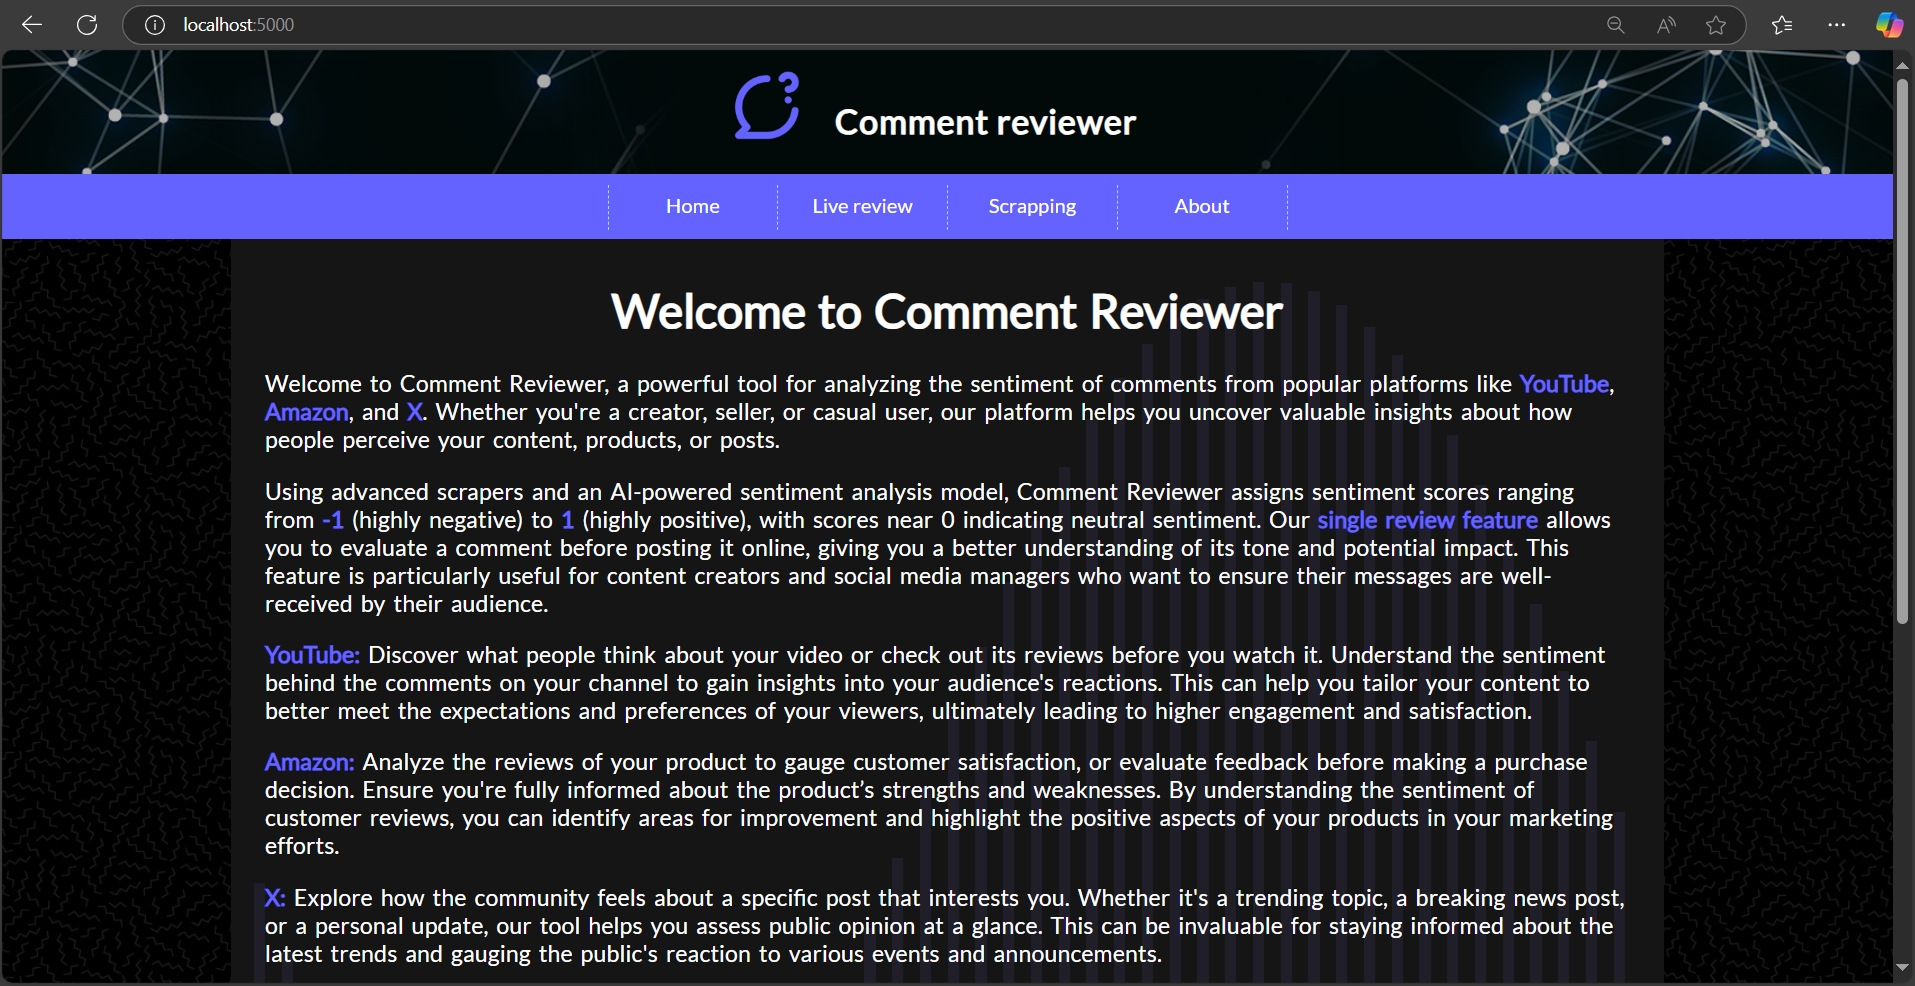 localhost:5000
Comment reviewer
Home
Live review
Scrapping
About
Welcome to Comment Reviewer
Welcome to Comment Reviewer, a powerful tool for analyzing the sentiment of comments from popular platforms like YouTube,
Amazon, and X. Whether you're a creator, seller, or casual user, our platform helps you uncover valuable insights about how
people perceive your content, products, or posts.
Using advanced scrapers and an AI-powered sentiment analysis model, Comment Reviewer assigns sentiment scores ranging
from -1 (highly negative) to 1 (highly positive), with scores near 0 indicating neutral sentiment. Our single review feature allows
you to evaluate a comment before posting it online, giving you a better understanding of its tone and potential impact. This
feature is particularly useful for content creators and social media managers who want to ensure their messages are well-
received by their audience.
YouTube: Discover what people think about your video or check out its reviews before you watch it. Understand the sentiment
behind the comments on your channel to gain insights into your audience's reactions. This can help you tailor your content to
better meet the expectations and preferences of your viewers, ultimately leading to higher engagement and satisfaction.
Amazon: Analyze the reviews of your product to gauge customer satisfaction, or evaluate feedback before making a purchase
decision. Ensure you're fully informed about the product’s strengths and weaknesses. By understanding the sentiment of
customer reviews, you can identify areas for improvement and highlight the positive aspects of your products in your marketing
efforts.
X: Explore how the community feels about a specific post that interests you. Whether it's a trending topic, a breaking news post,
or a personal update, our tool helps you assess public opinion at a glance. This can be invaluable for staying informed about the
latest trends and gauging the public's reaction to various events and announcements.